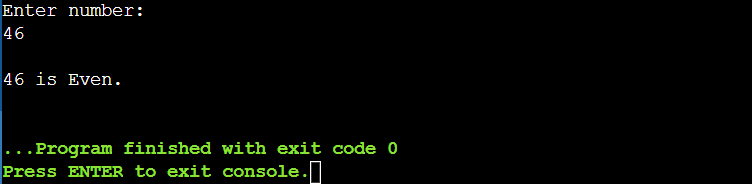 Enter number:
46
46 is Even.
...Program finished with exit code 0
Press ENTER to exit console.